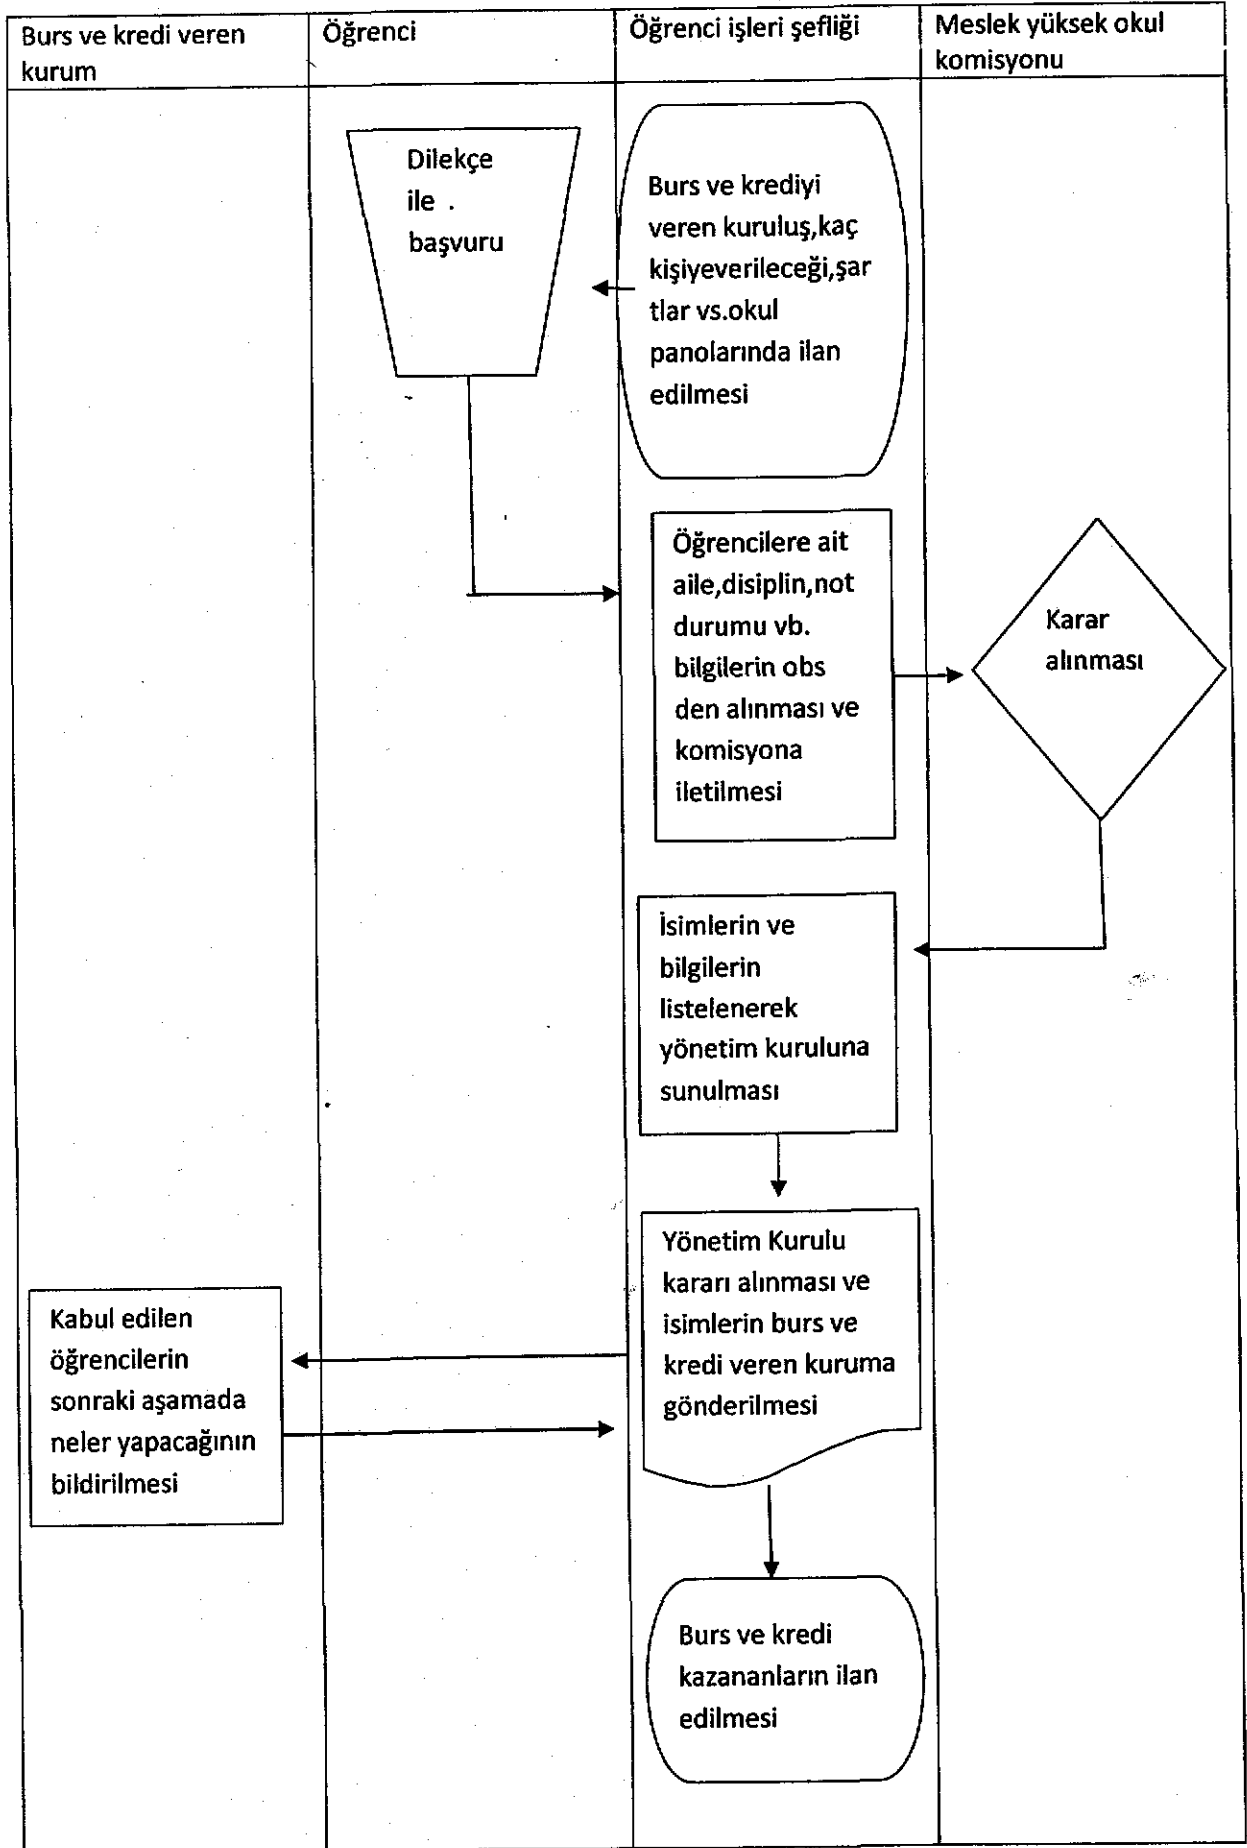 Burs ve kredi veren
kurum
Öğrenci
Öğrenci işleri şefliği
Meslek yüksek okul
komisyonu
Dilekçe
ile .
başvuru
Burs ve krediyi
veren kuruluş,kaç
kişiyeverileceği,şar
tlar vs.okul
panolarında ilan
edilmesi
Öğrencilere ait
aile,disiplin,not
durumu vb.
bilgilerin obs
den alınması ve
komisyona
iletilmesi
Karar
alınması
İsimlerin ve
bilgilerin
listelenerek
yönetim kuruluna
sunulması
Yönetim Kurulu
kararı alınması ve
isimlerin burs ve
kredi veren kuruma
gönderilmesi
Kabul edilen
öğrencilerin
sonraki aşamada
neler yapacağının
bildirilmesi
Burs ve kredi
kazananların ilan
edilmesi